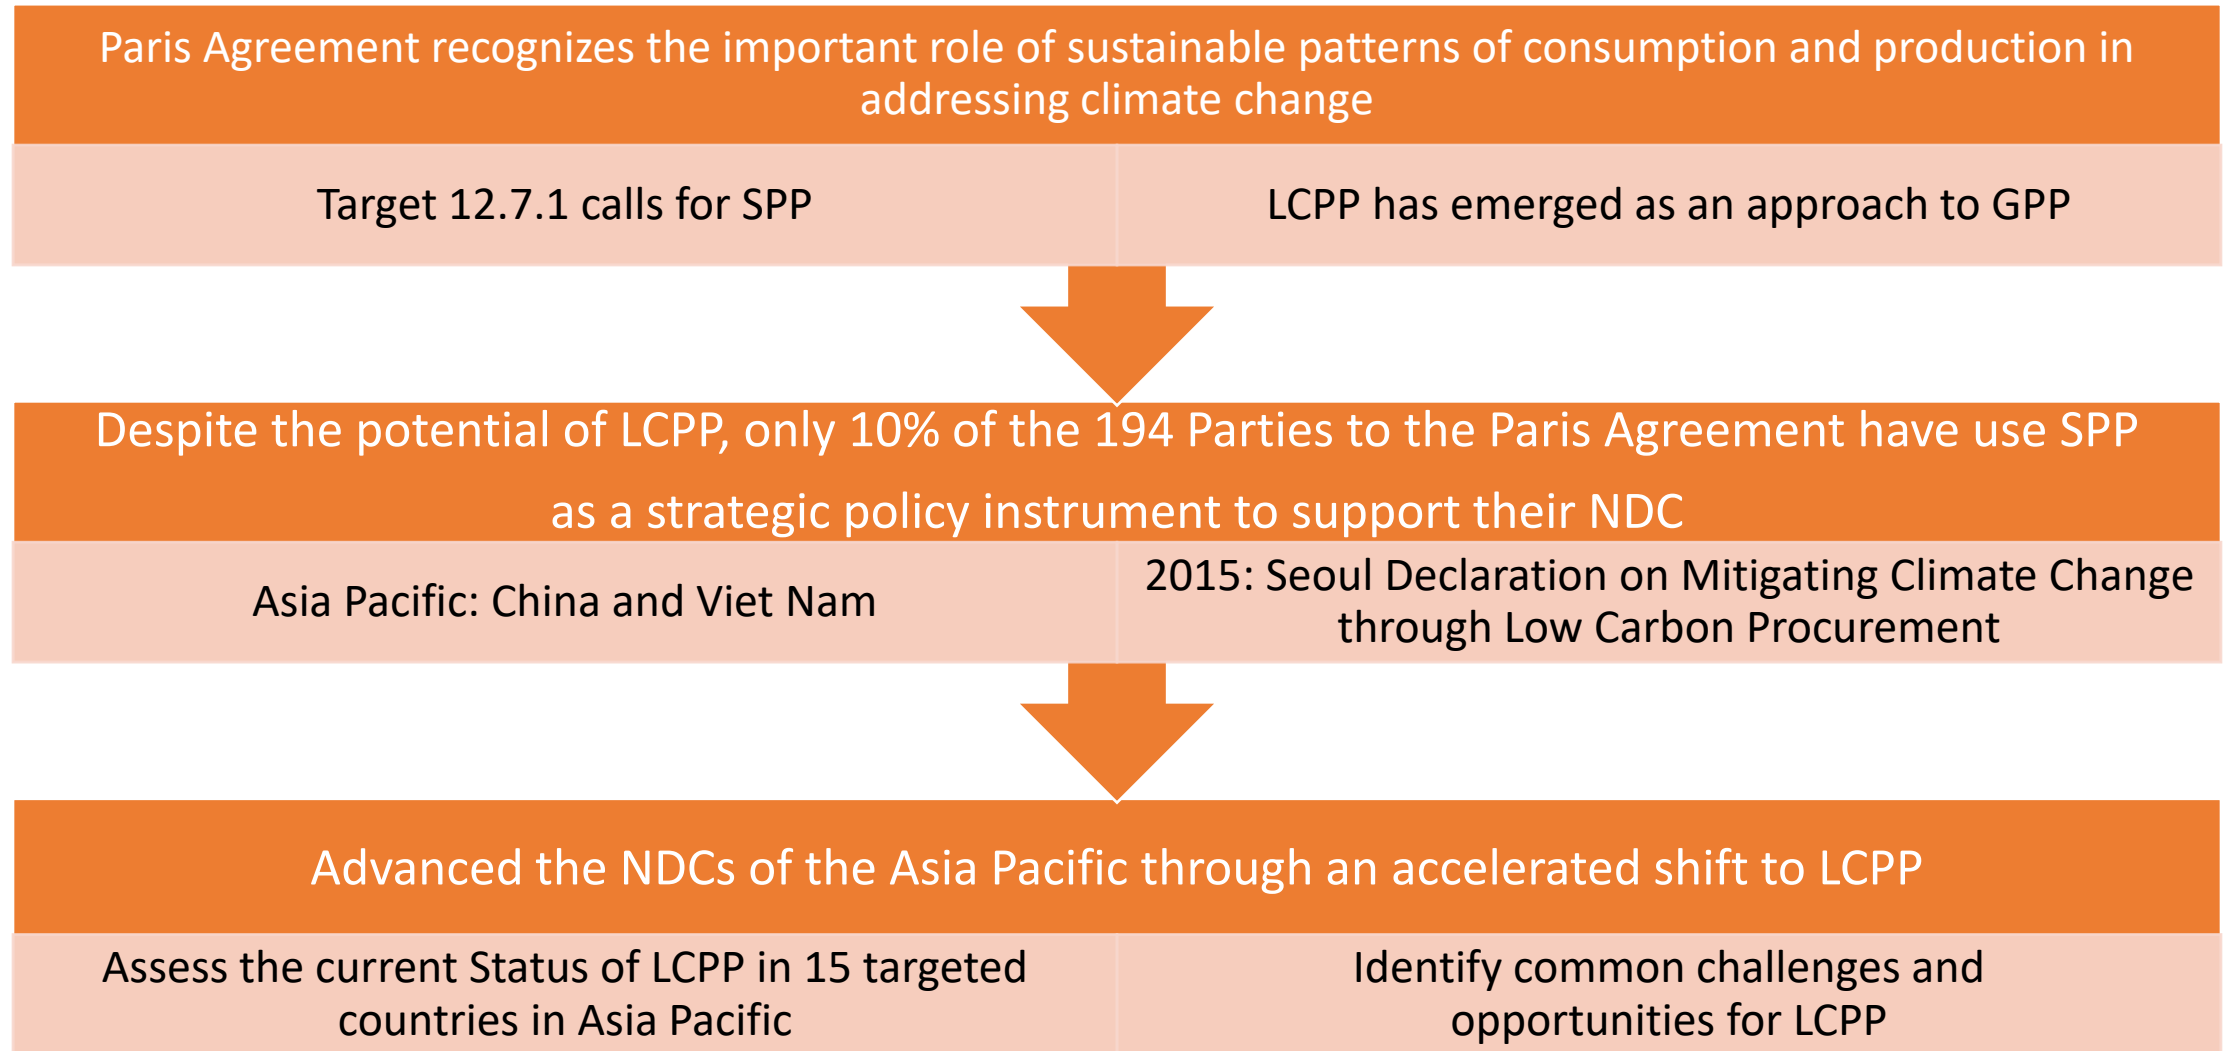 Paris Agreement recognizes the important role of sustainable patterns of consumption and production in
addressing climate change
Target 12.7.1 calls for SPP
LCPP has emerged as an approach to GPP
Despite the potential of LCPP, only 10% of the 194 Parties to the Paris Agreement have use SPP
as a strategic policy instrument to support their NDC
Asia Pacific: China and Viet Nam
2015: Seoul Declaration on Mitigating Climate Change
through Low Carbon Procurement
Advanced the NDCs of the Asia Pacific through an accelerated shift to LCPP
Assess the current Status of LCPP in 15 targeted
countries in Asia Pacific
Identify common challenges and
opportunities for LCPP